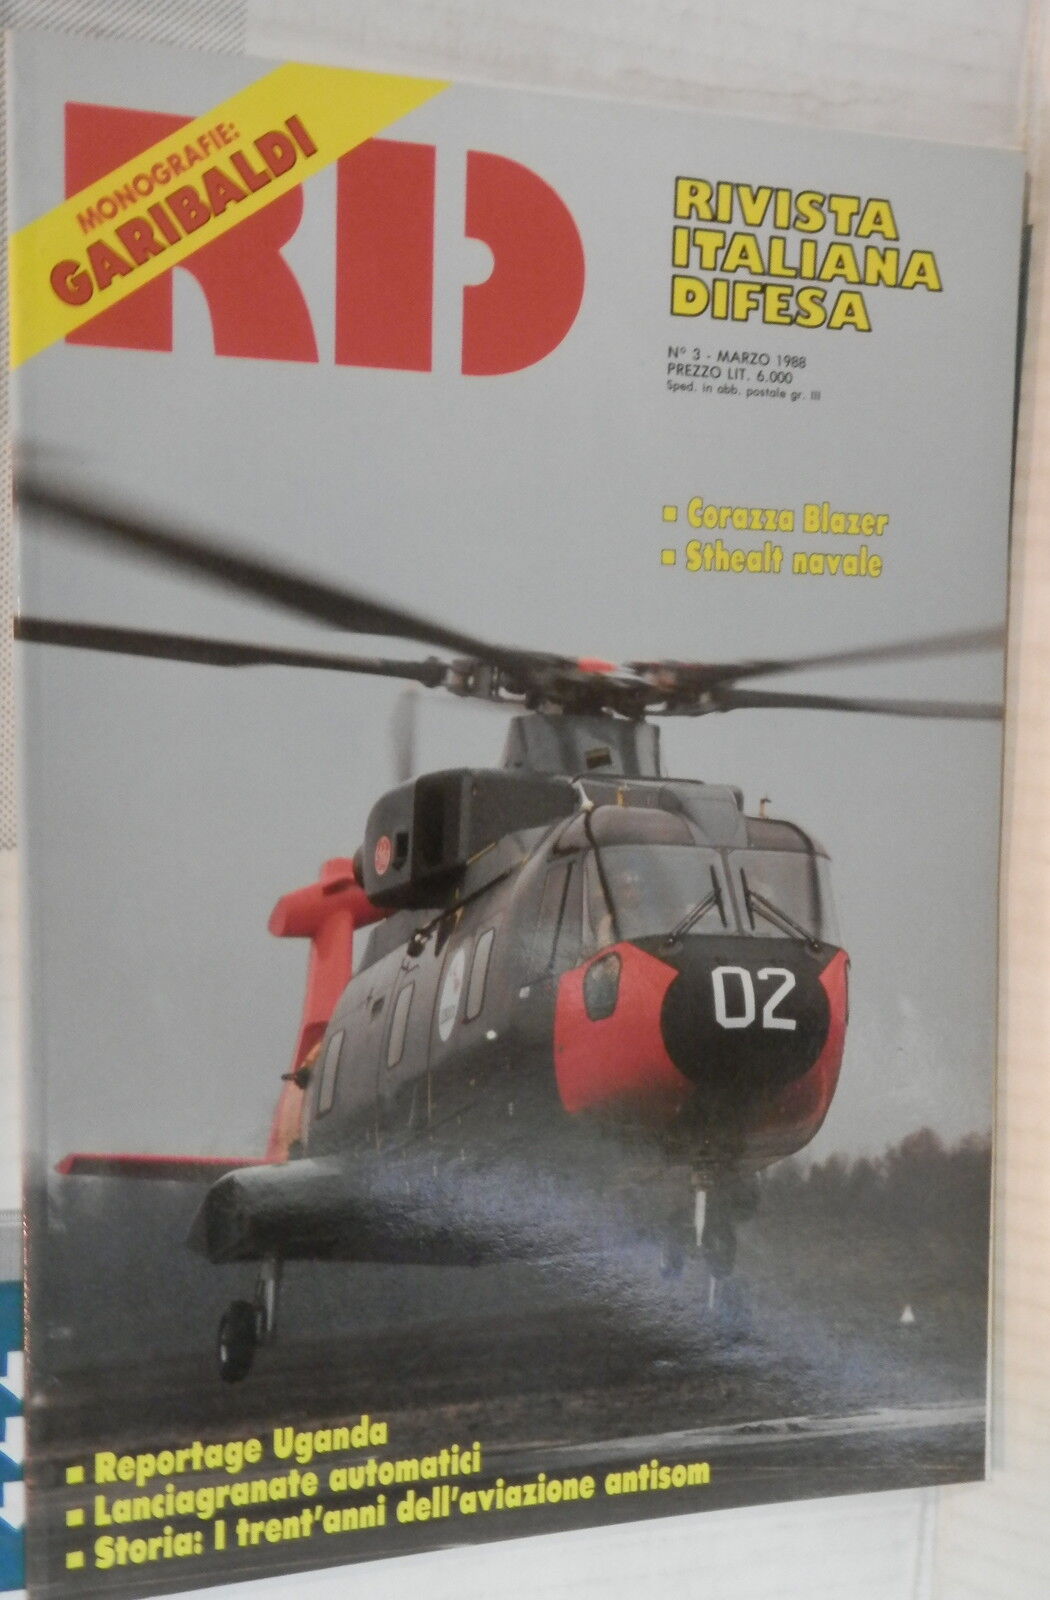 MONOGRAFIE:
GARIBALDI
RID
RIVISTA
ITALIANA
DIFESA
N° 3 - MARZO 1988
PREZZO LIT. 6.000
Sped. in abb. postale gr. III
▪ Corazza Blazer
▪ Sthealt navale
02
▪ Reportage Uganda
▪ Lanciagranate automatici
▪ Storia: I trent'anni dell'aviazione antisom